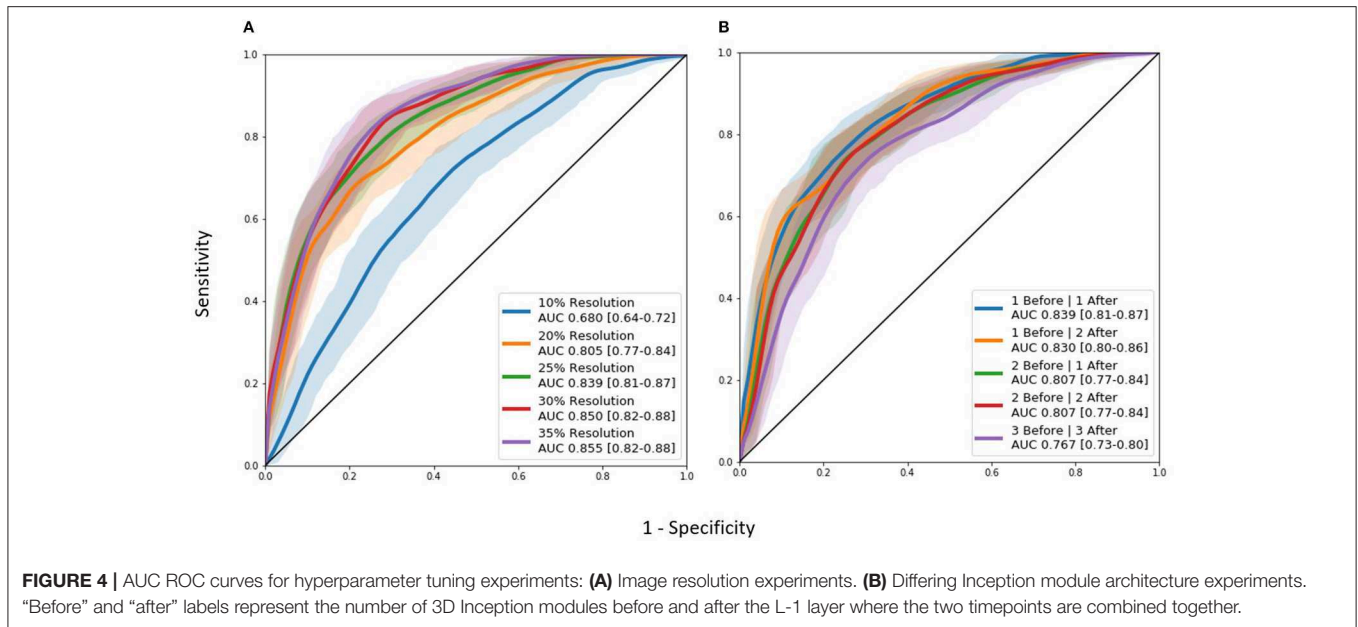 A
B
1.0
0.8
0.6
0.4
0.2
0.0
0.0 0.2 0.4 0.6 0.8 1.0
10% Resolution
AUC 0.680 [0.64-0.72]
20% Resolution
AUC 0.805 [0.77-0.84]
25% Resolution
AUC 0.839 [0.81-0.87]
30% Resolution
AUC 0.850 [0.82-0.88]
35% Resolution
AUC 0.855 [0.82-0.88]
1.0
0.8
0.6
0.4
0.2
0.0
0.0 0.2 0.4 0.6 0.8 1.0
1 Before | 1 After
AUC 0.839 [0.81-0.87]
1 Before | 2 After
AUC 0.830 [0.80-0.86]
2 Before | 1 After
AUC 0.807 [0.77-0.84]
2 Before | 2 After
AUC 0.807 [0.77-0.84]
3 Before | 3 After
AUC 0.767 [0.73-0.80]
Sensitivity
1 - Specificity
FIGURE 4 | AUC ROC curves for hyperparameter tuning experiments: (A) Image resolution experiments. (B) Differing Inception module architecture experiments.
“Before” and “after” labels represent the number of 3D Inception modules before and after the L-1 layer where the two timepoints are combined together.